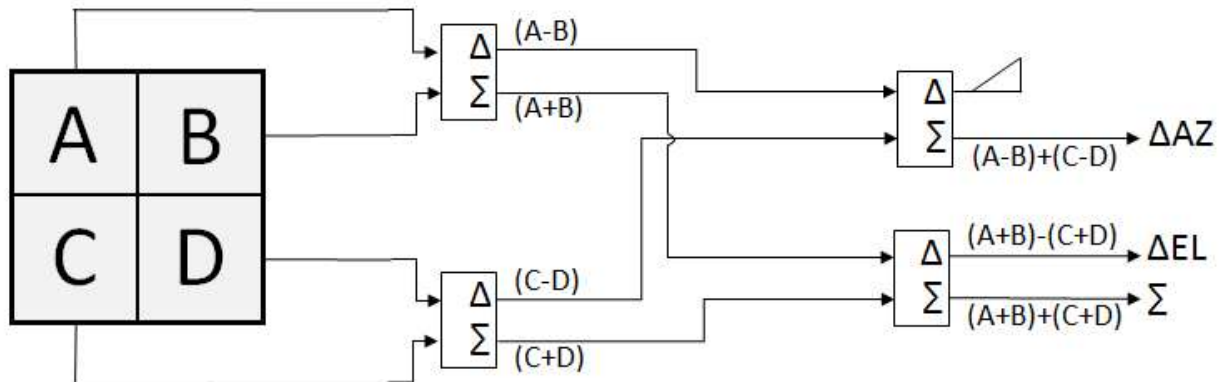 A B
C D
Δ (A-B)
Σ (A+B)
Δ (C-D)
Σ (C+D)
Δ
Σ (A-B)+(C-D) ΔAZ
Δ (A+B)-(C+D) ΔEL
Σ (A+B)+(C+D) Σ